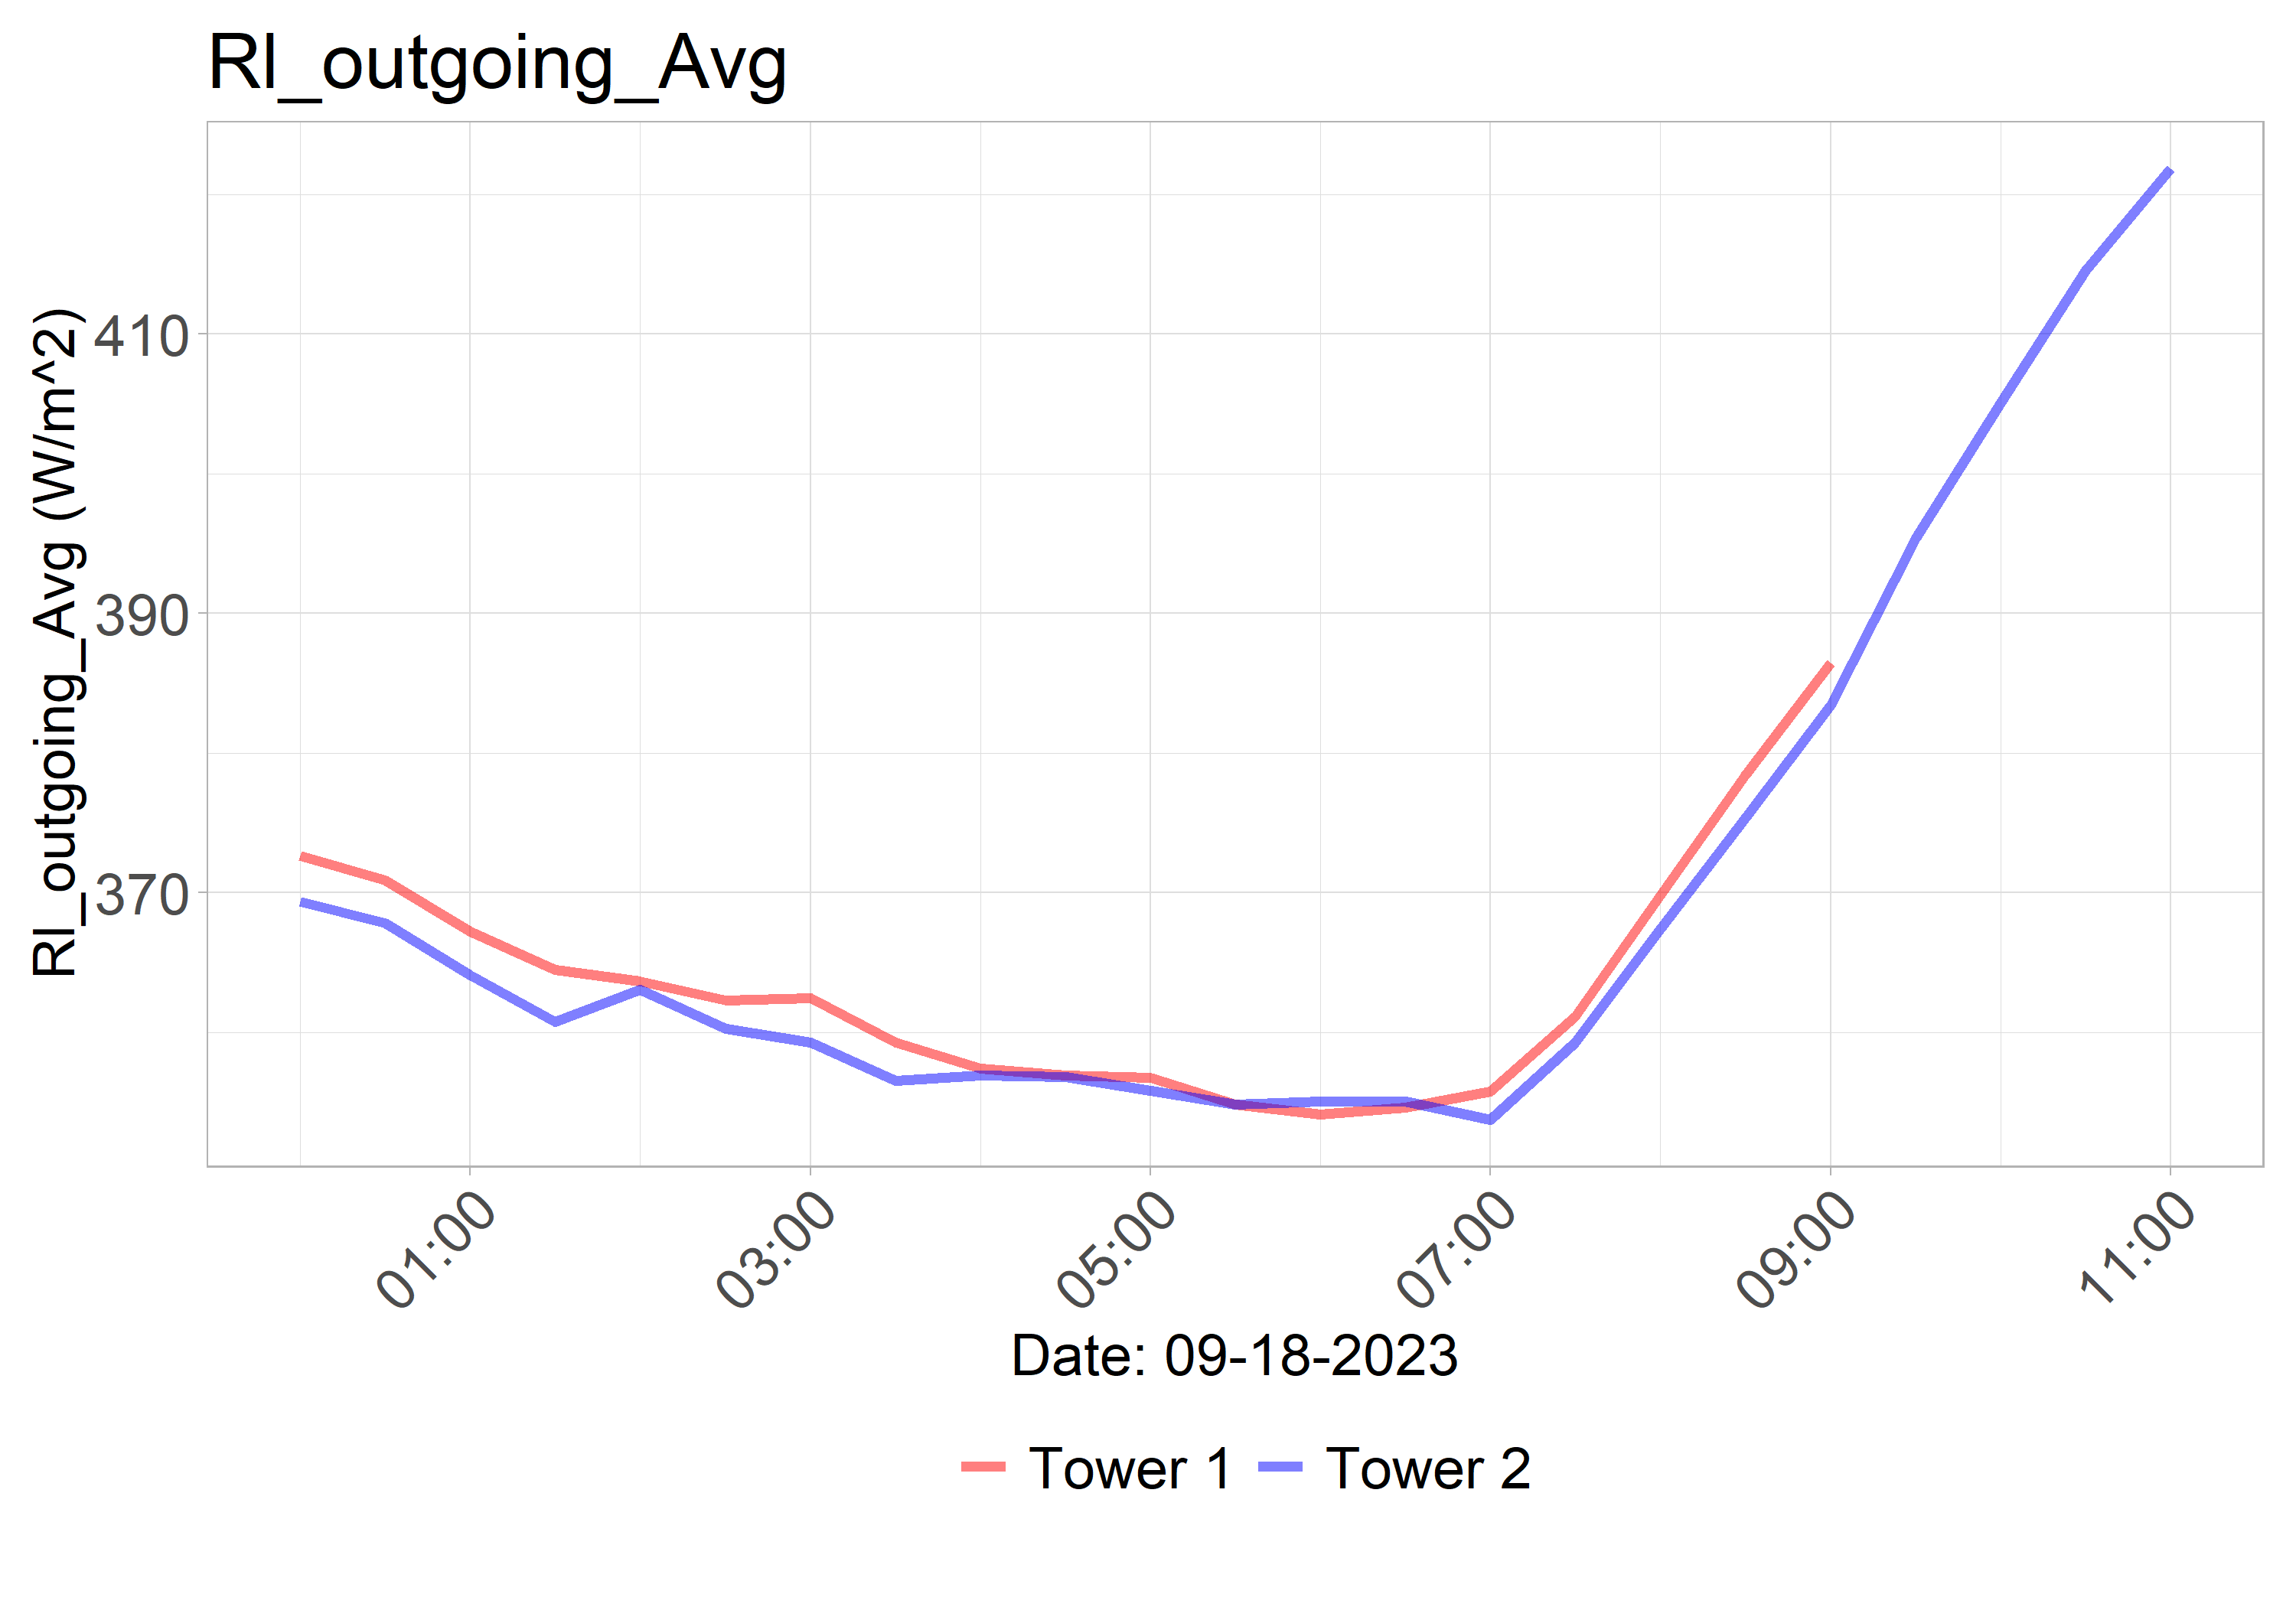 Rl_outgoing_Avg
Rl_outgoing_Avg (W/m^2)
410
390
370
01:00
03:00
05:00
07:00
09:00
11:00
Date: 09-18-2023
Tower 1
Tower 2